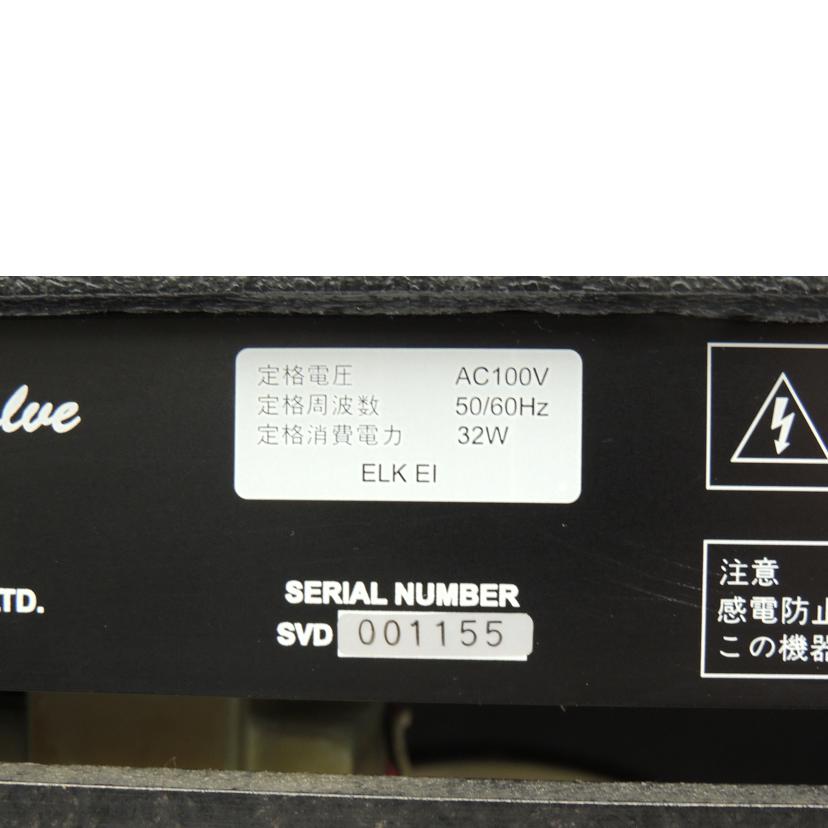 lve
定格電圧 AC100V
定格周波数 50/60Hz
定格消費電力 32W
ELK EI
LTD.
SERIAL NUMBER
SVD 001155
注意
感電防止
この機器